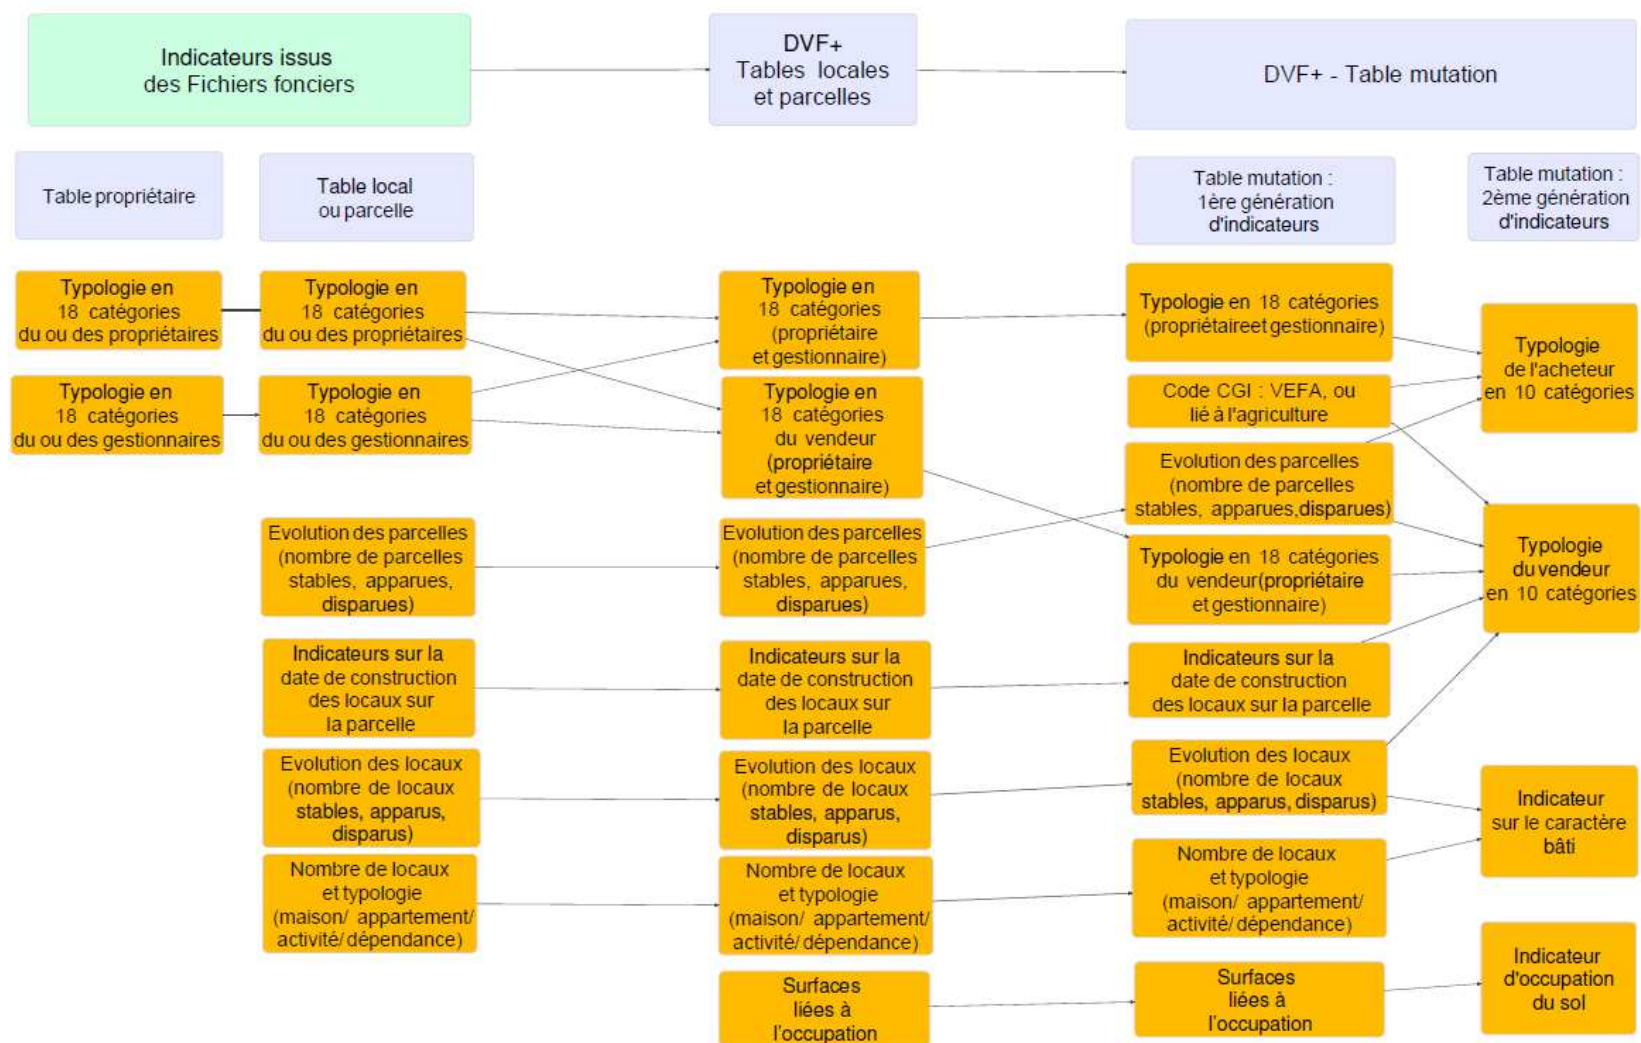 Indicateurs issus
des Fichiers fonciers
DVF+
Tables locales
et parcelles
DVF+ - Table mutation
Table propriétaire
Table local
ou parcelle
Table mutation :
1ère génération
d'indicateurs
Table mutation :
2ème génération
d'indicateurs
Typologie en
18 catégories
du ou des propriétaires
Typologie en
18 catégories
du ou des propriétaires
Typologie en
18 catégories
(propriétaire
et gestionnaire)
Typologie en 18 catégories
(propriétaireet gestionnaire)
Typologie
de l'acheteur
en 10 catégories
Typologie en
18 catégories
du ou des gestionnaires
Typologie en
18 catégories
du ou des gestionnaires
Typologie en
18 catégories
du vendeur
(propriétaire
et gestionnaire)
Code CGI : VEFA, ou
lié à l'agriculture
Evolution des parcelles
(nombre de parcelles
stables, apparues,disparues)
Evolution des parcelles
(nombre de parcelles
stables, apparues,
disparues)
Evolution des parcelles
(nombre de parcelles
stables, apparues,
disparues)
Typologie en 18 catégories
du vendeur(propriétaire
et gestionnaire)
Typologie
du vendeur
en 10 catégories
Indicateurs sur la
date de construction
des locaux sur
la parcelle
Indicateurs sur la
date de construction
des locaux sur
la parcelle
Indicateurs sur la
date de construction
des locaux sur la parcelle
Evolution des locaux
(nombre de locaux
stables, apparus,
disparus)
Evolution des locaux
(nombre de locaux
stables, apparus,
disparus)
Evolution des locaux
(nombre de locaux
stables, apparus, disparus)
Indicateur
sur le caractère
bâti
Nombre de locaux
et typologie
(maison/ appartement/
activité/ dépendance)
Nombre de locaux
et typologie
(maison/ appartement/
activité/ dépendance)
Nombre de locaux
et typologie
(maison/ appartement/
activité/ dépendance)
Surfaces
liées à
l'occupation
Surfaces
liées à
l'occupation
Indicateur
d'occupation
du sol